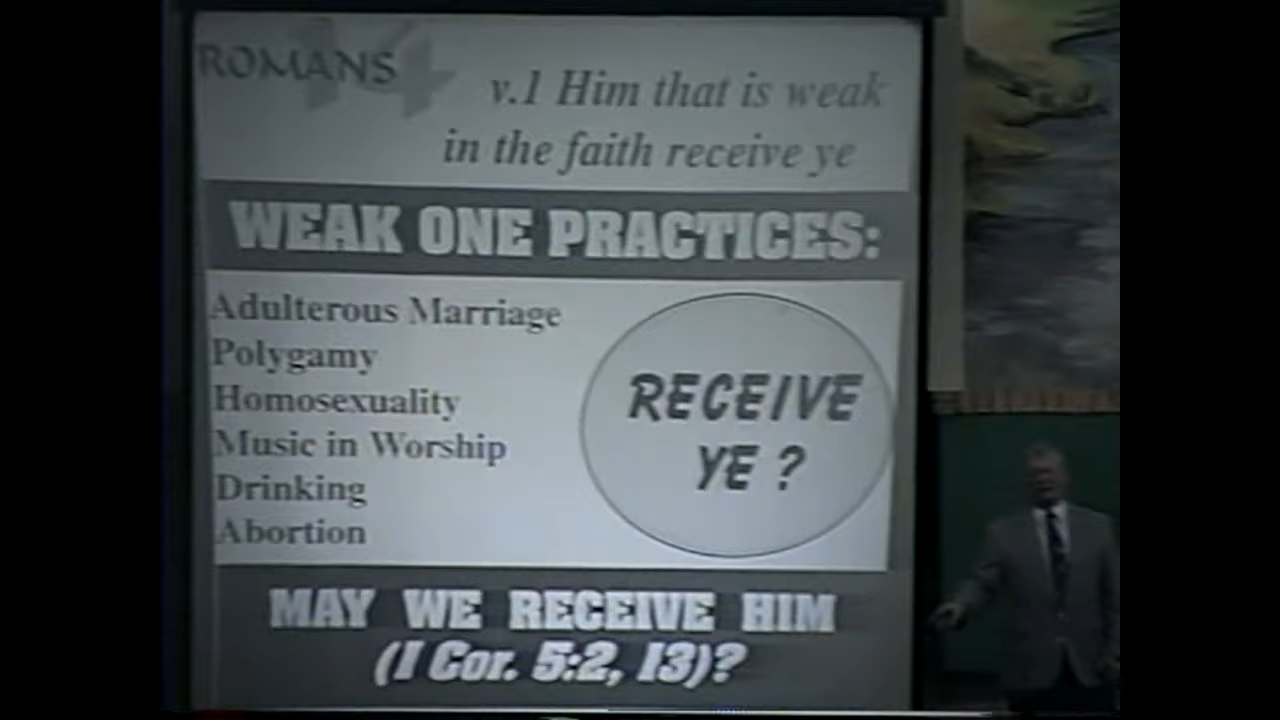 ROMANS 14
v.1 Him that is weak
in the faith receive ye
WEAK ONE PRACTICES:
Adulterous Marriage
Polygamy
Homosexuality
Music in Worship
Drinking
Abortion
RECEIVE
YE ?
MAY WE RECEIVE HIM
(I Cor. 5:2, 13)?